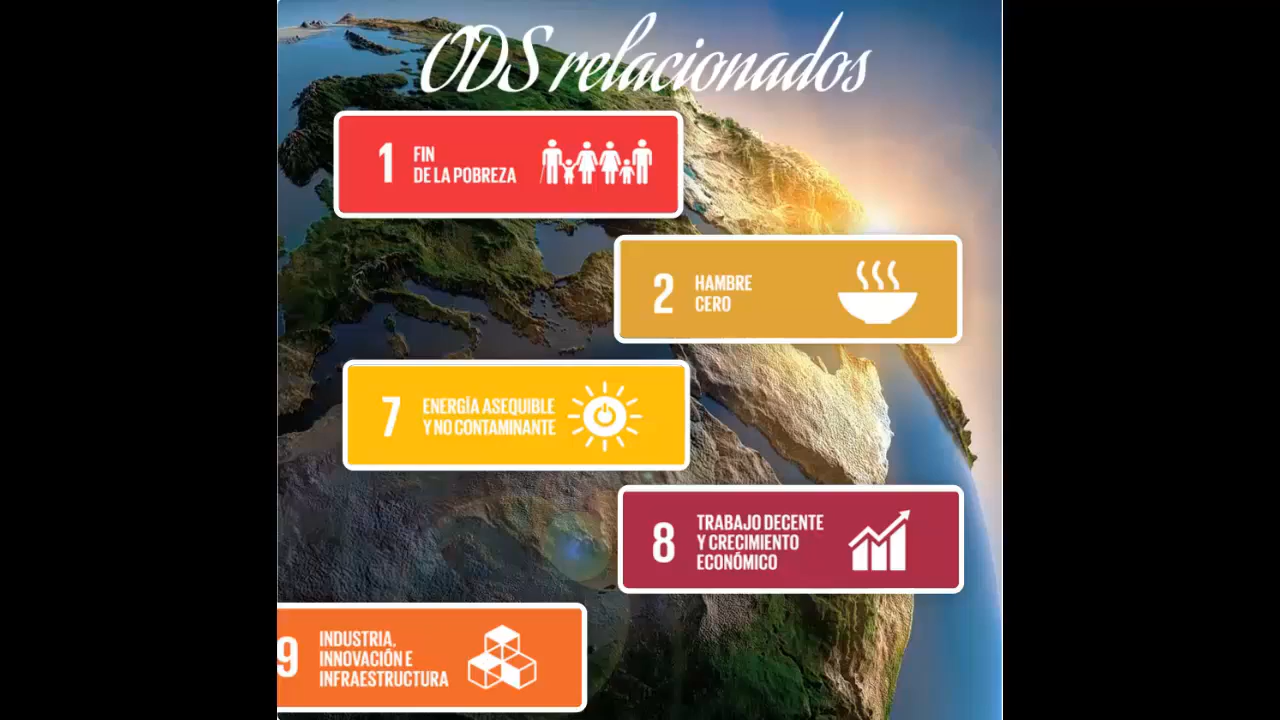 ODS relacionados
1 FIN
DE LA POBREZA
2 HAMBRE
CERO
7 ENERGÍA ASEQUIBLE
Y NO CONTAMINANTE
8 TRABAJO DECENTE
Y CRECIMIENTO
ECONÓMICO
9 INDUSTRIA,
INNOVACIÓN E
INFRAESTRUCTURA